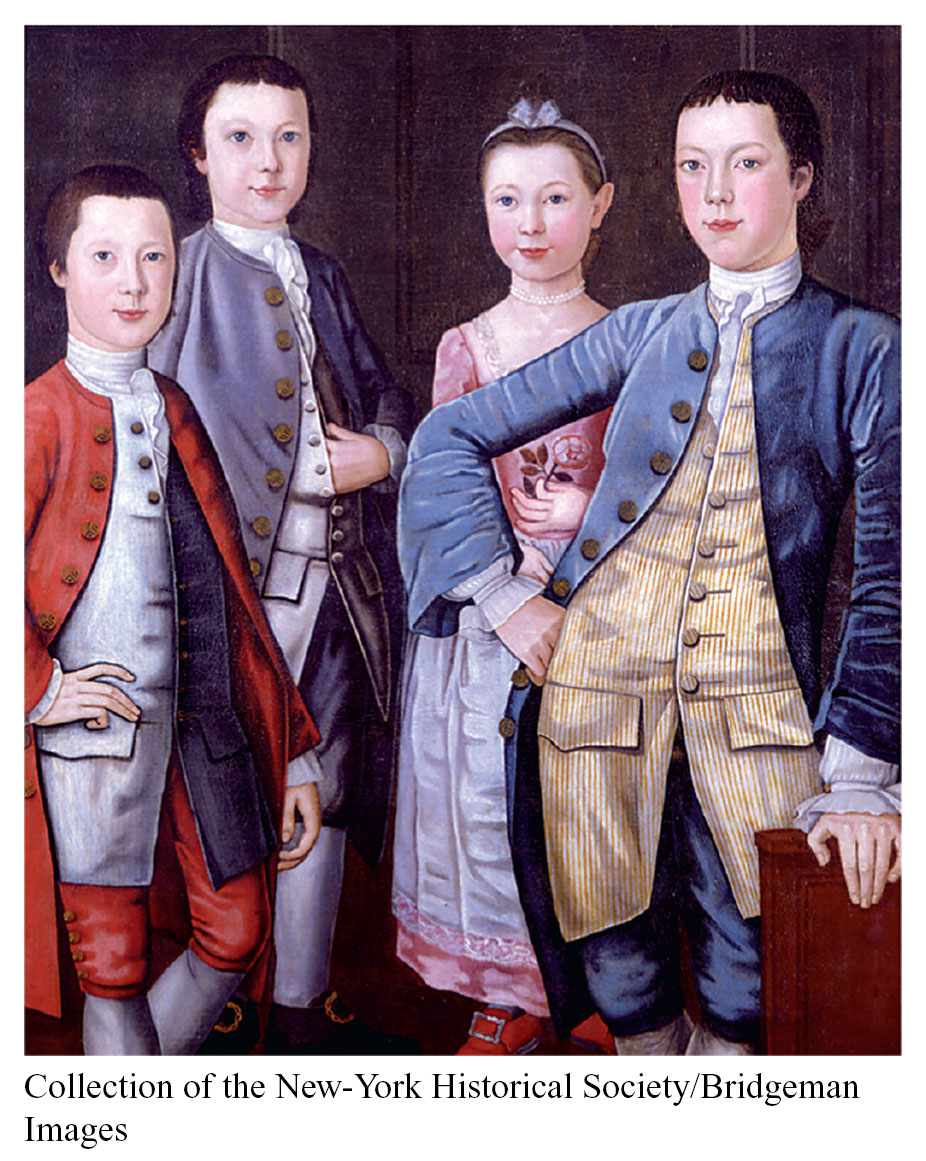 Collection of the New-York Historical Society/Bridgeman
Images